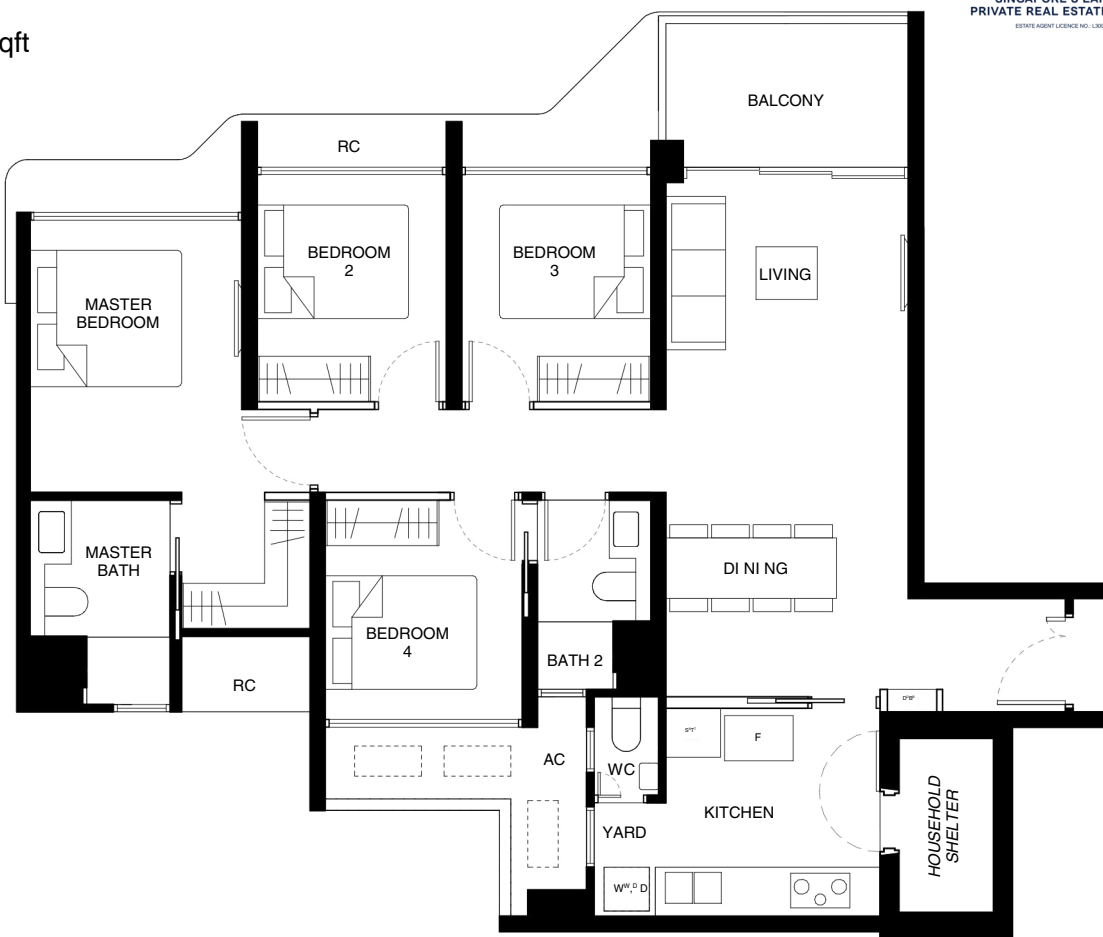 qft
PRIVATE REAL ESTATE
BALCONY
RC
BEDROOM
2
BEDROOM
3
LIVING
MASTER
BEDROOM
MASTER
BATH
DI NI NG
BEDROOM
4
BATH 2
RC
F
AC
WC
KITCHEN
YARD
HOUSEHOLD
SHELTER